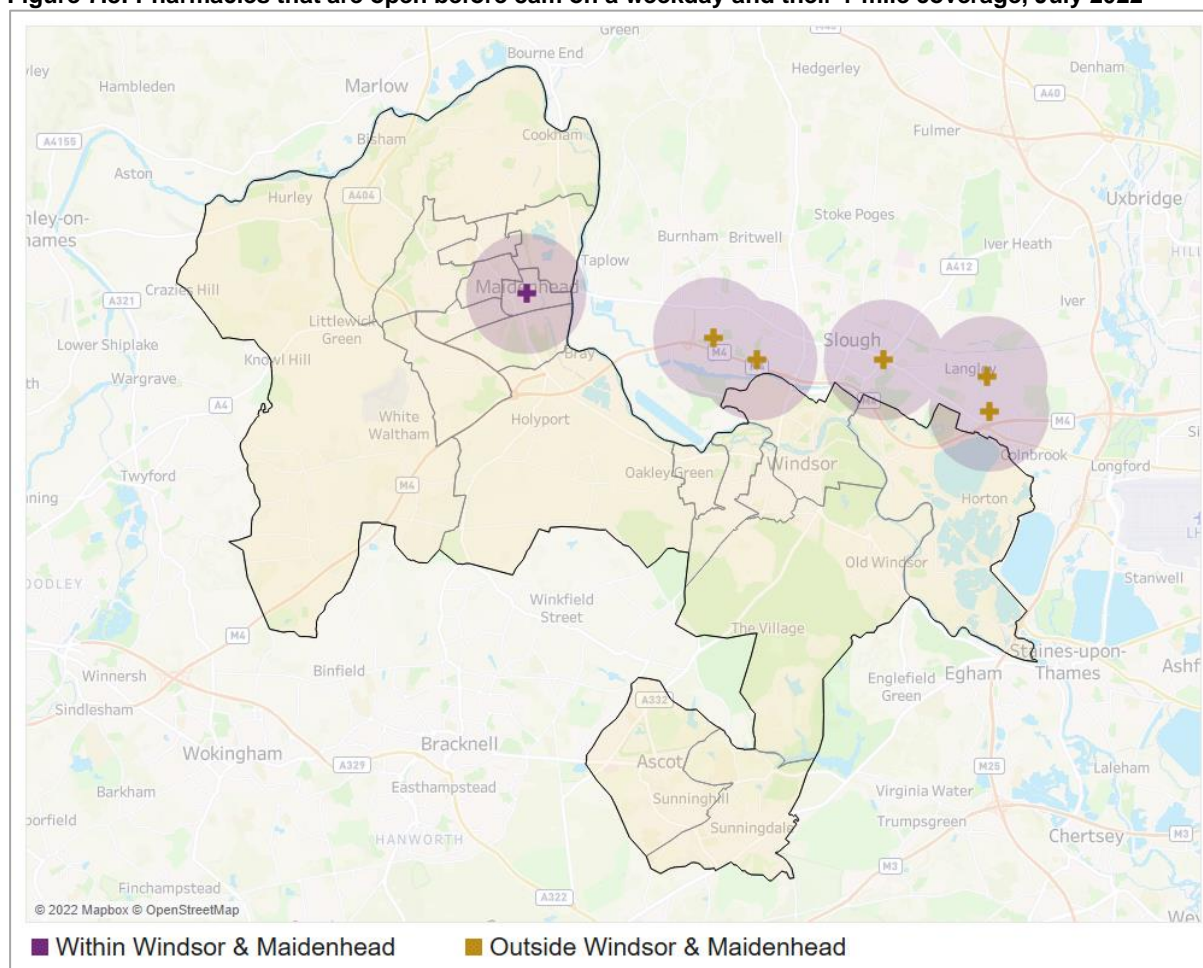 Figure Pharmacies that are open before on a weekday and their coverage, July 2022
Green
Bourne End
Hedgerley
Denham
Hambleden
Marlow
A40
Fulmer
A4155
Bisham
Cookham
Aston
Hurley
A404
Uxbridge
Stoke Poges
Burnham
Britwell
Iver Heath
Taplow
A412
Crazies Hill
Maidenhead
A321
Iver
Littlewick
Green
Lower Shiplake
Slough
M4
Bray
Knowl Hill
M4
Langley
Wargrave
A4
White
Waltham
Holyport
M4
Colnbrook
Longford
Twyford
Oakley Green
Windsor
M4
Horton
Old Windsor
Stanwell
Winkfield
Street
The Village
M4
Staines-upon-
Thames
Winnersh
Binfield
Englefield
Green
Egham
Sindlesham
A332
Wokingham
Bracknell
A329
Ascot
M25
Laleham
Barkham
Easthampstead
Sunninghill
Virginia Water
Trumpsgreen
Sunningdale
HANWORTH
Chertsey
M3
M3
Finchampstead
A322
© 2022 Mapbox © OpenStreetMap
Within Windsor & Maidenhead
Outside Windsor & Maidenhead